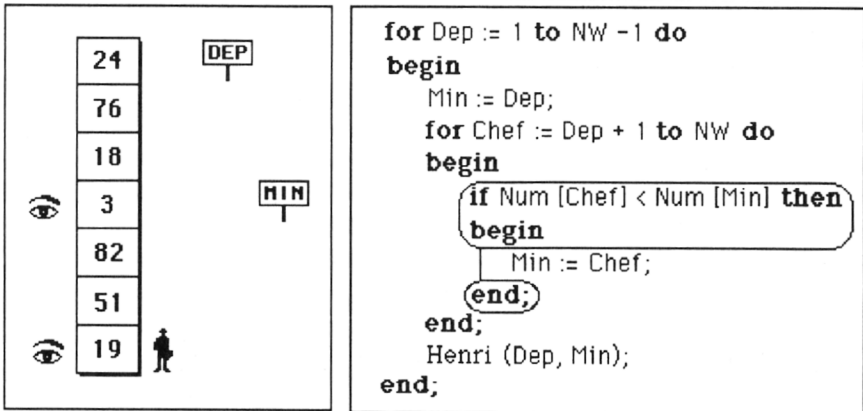 24
DEP
76
18
3
MIN
82
51
19
for Dep := 1 to NW -1 do
begin
Min := Dep;
for Chef := Dep + 1 to NW do
begin
if Num [Chef] < Num [Min] then
begin
Min := Chef;
end;
end;
Henri (Dep, Min);
end;